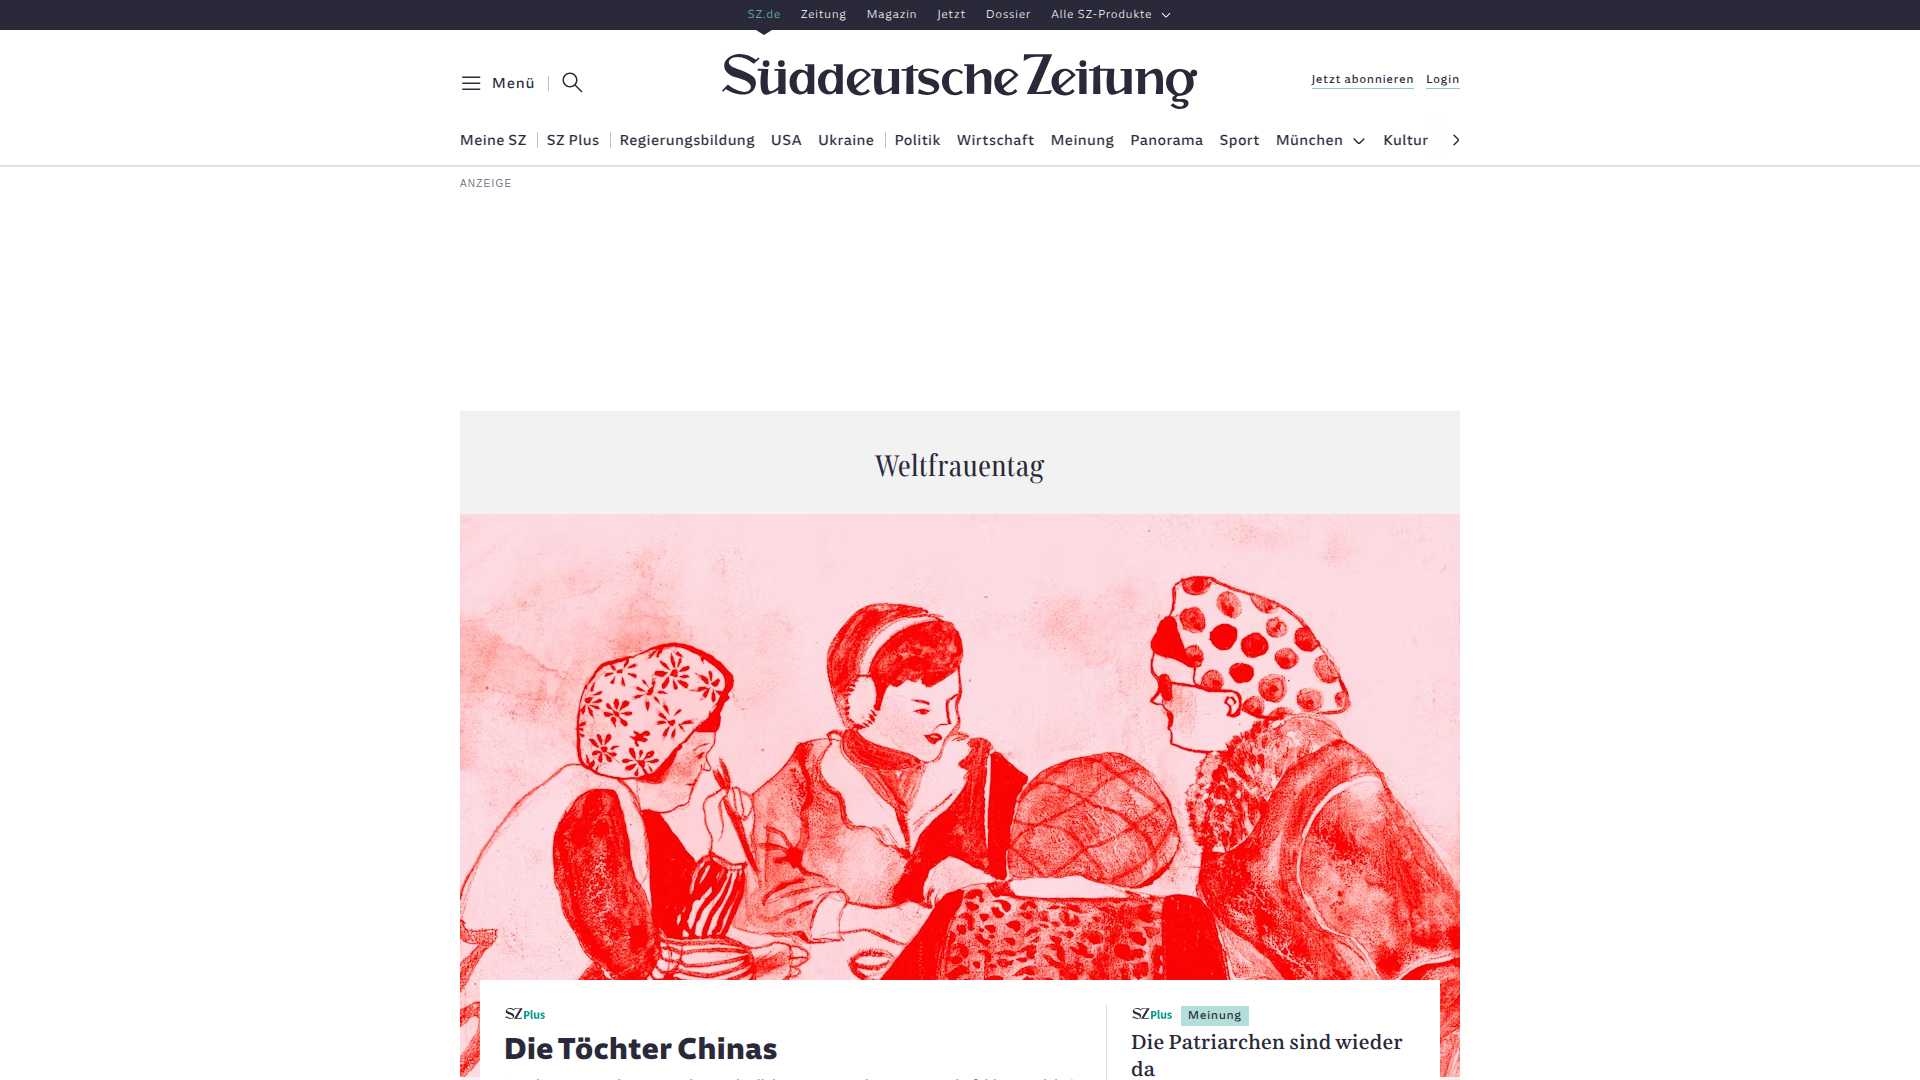 SZ.de Zeitung Magazin Jetzt Dossier Alle SZ-Produkte
Menü
Süddeutsche Zeitung
Jetzt abonnieren Login
Meine SZ SZ Plus Regierungsbildung USA Ukraine Politik Wirtschaft Meinung Panorama Sport München Kultur
ANZEIGE
Weltfrauentag
SZ Plus
Die Töchter Chinas
SZ Plus Meinung
Die Patriarchen sind wieder
da